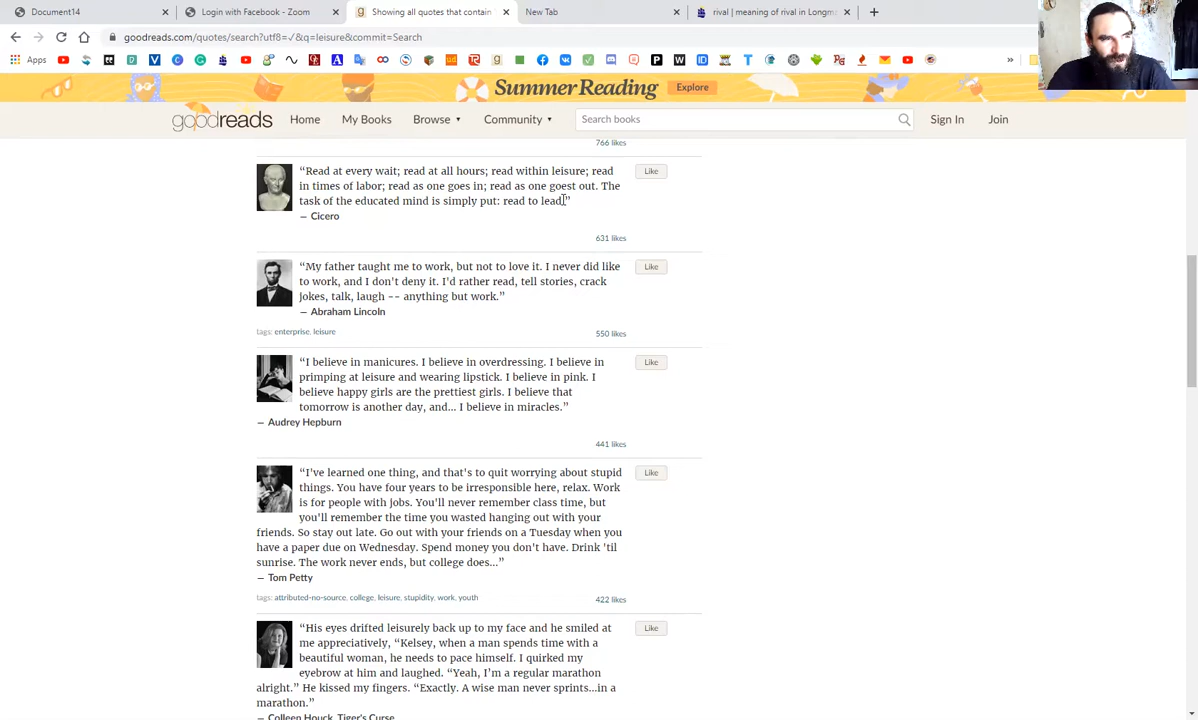 Document14
Login with Facebook - Zoom
Showing all quotes that contain
New Tab
rival | meaning of rival in Longm
goodreads.com/quotes/search?utf8=✓&q=leisure&commit=Search
Apps
Summer Reading
Explore
goodreads
Home
My Books
Browse ▾
Community ▾
Search books
Sign In
Join
766 likes
“Read at every wait; read at all hours; read within leisure; read
in times of labor; read as one goes in; read as one goest out. The
task of the educated mind is simply put: read to lead.”
― Cicero
Like
631 likes
“My father taught me to work, but not to love it. I never did like
to work, and I don't deny it. I'd rather read, tell stories, crack
jokes, talk, laugh -- anything but work.”
― Abraham Lincoln
Like
tags: enterprise, leisure
550 likes
“I believe in manicures. I believe in overdressing. I believe in
primping at leisure and wearing lipstick. I believe in pink. I
believe happy girls are the prettiest girls. I believe that
tomorrow is another day, and... I believe in miracles.”
― Audrey Hepburn
Like
441 likes
“I've learned one thing, and that's to quit worrying about stupid
things. You have four years to be irresponsible here, relax. Work
is for people with jobs. You'll never remember class time, but
you'll remember the time you wasted hanging out with your
friends. So stay out late. Go out with your friends on a Tuesday when you
have a paper due on Wednesday. Spend money you don't have. Drink 'til
sunrise. The work never ends, but college does...”
― Tom Petty
Like
tags: attributed-no-source, college, leisure, stupidity, work, youth
422 likes
“His eyes drifted leisurely back up to my face and he smiled at
me appreciatively, “Kelsey, when a man spends time with a
beautiful woman, he needs to pace himself. I quirked my
eyebrow at him and laughed. “Yeah, I'm a regular marathon
alright.” He kissed my fingers. “Exactly. A wise man never sprints...in a
marathon.”
― Colleen Houck, Tiger's Curse
Like